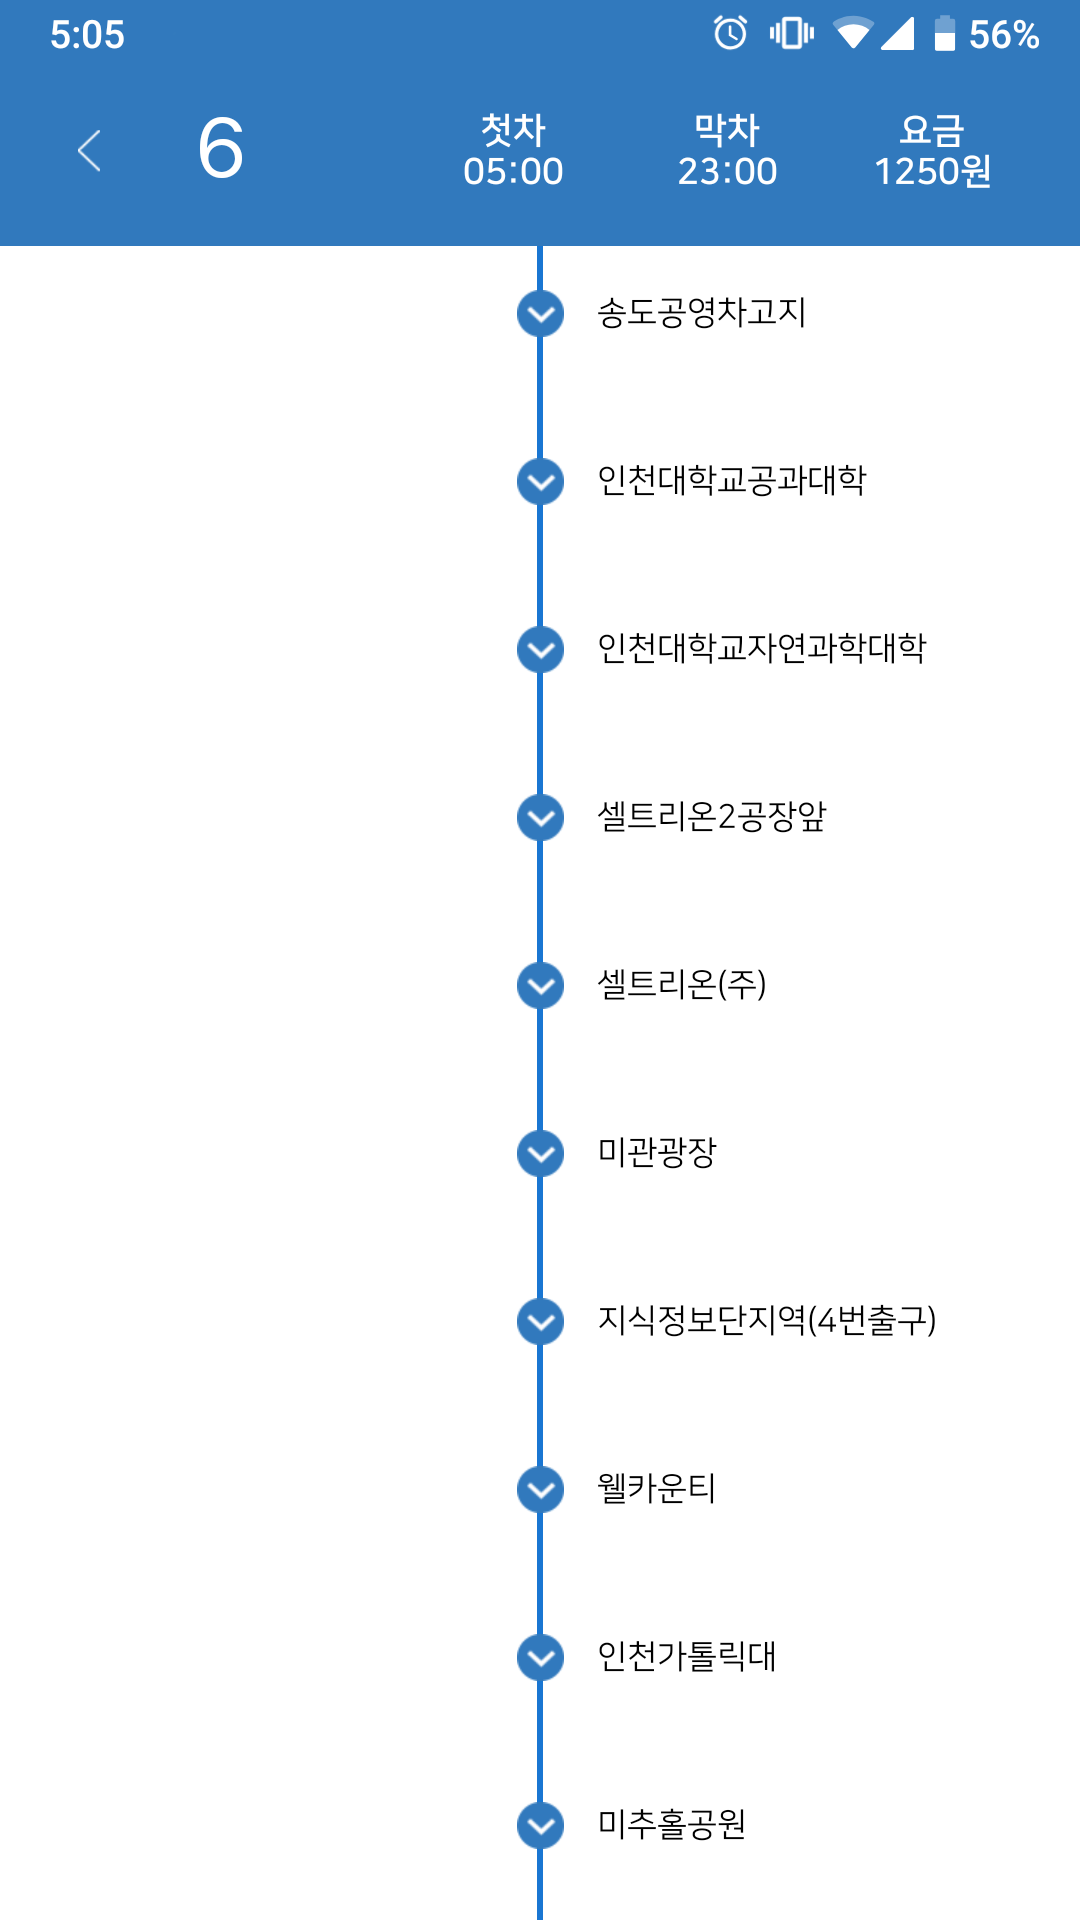 5:05 56%
6
첫차 막차 요금
05:00 23:00 1250원
송도공영차고지
인천대학교공과대학
인천대학교자연과학대학
셀트리온2공장앞
셀트리온(주)
미관광장
지식정보단지역(4번출구)
웰카운티
인천가톨릭대
미추홀공원